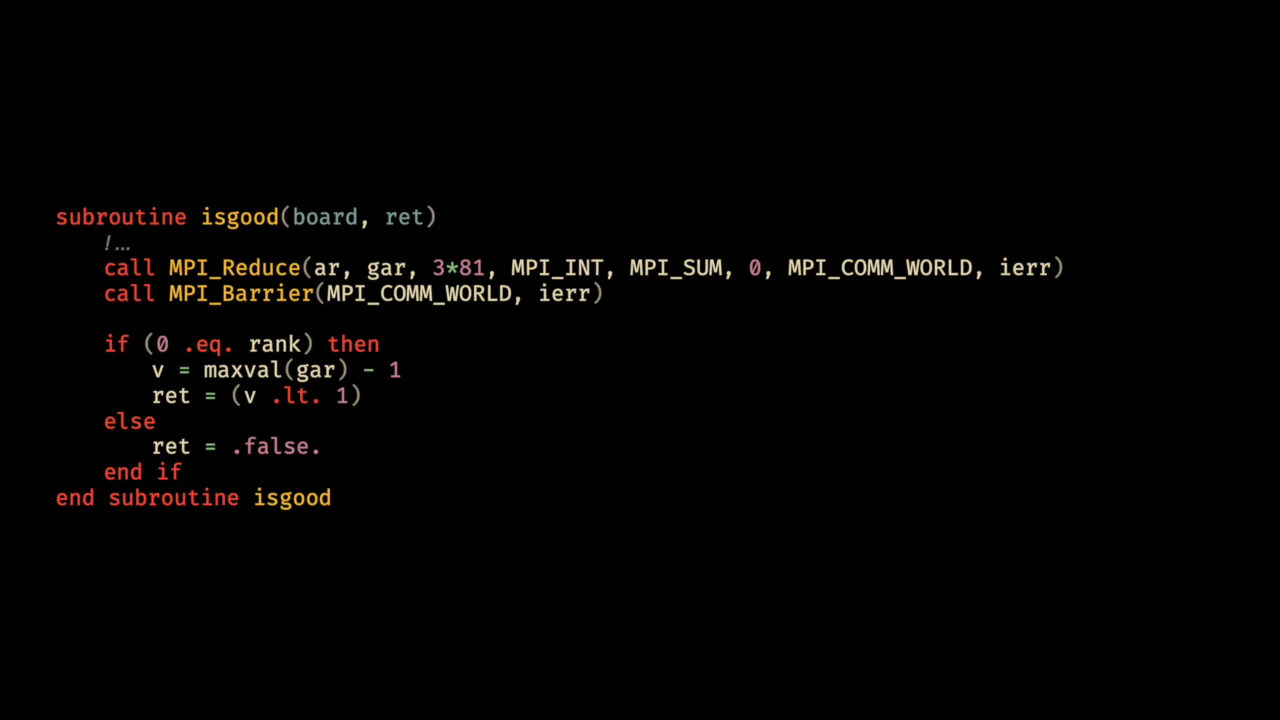 subroutine isgood(board, ret)
!...
call MPI_Reduce(ar, gar, 3*81, MPI_INT, MPI_SUM, 0, MPI_COMM_WORLD, ierr)
call MPI_Barrier(MPI_COMM_WORLD, ierr)
if (0 .eq. rank) then
v = maxval(gar) - 1
ret = (v .lt. 1)
else
ret = .false.
end if
end subroutine isgood